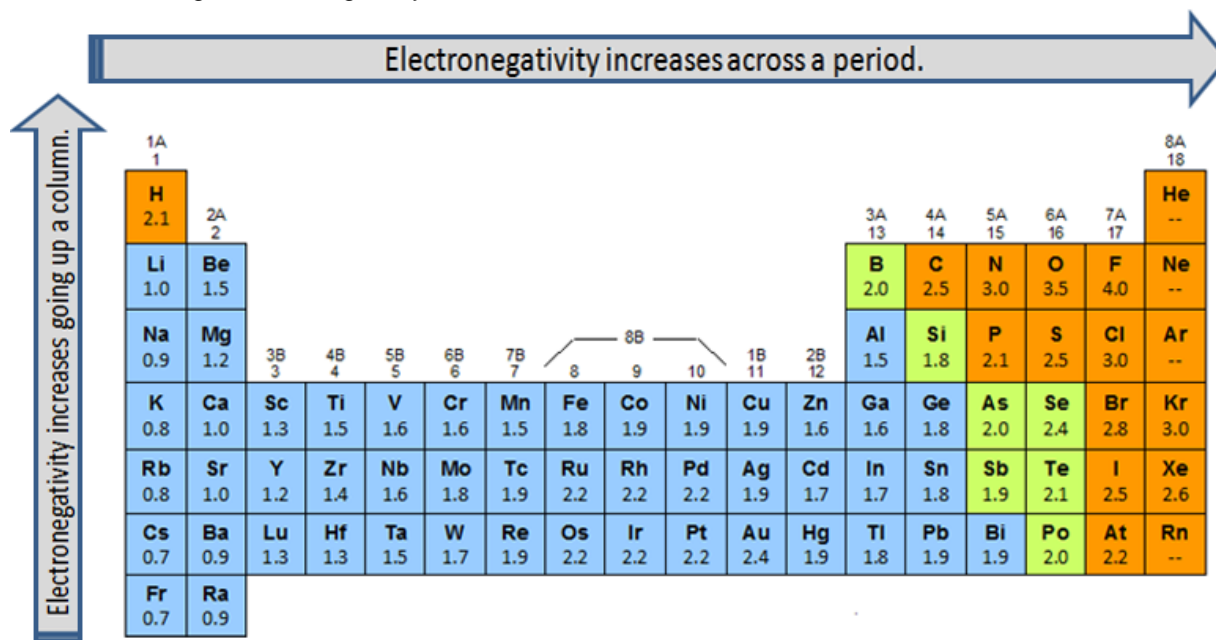 Electronegativity increases across a period.
Electronegativity increases going up a column.
1A 8A
1 18
H He
2.1 2A 3A 4A 5A 6A 7A --
2 13 14 15 16 17
Li Be B C N O F Ne
1.0 1.5 2.0 2.5 3.0 3.5 4.0 --
Na Mg 8B Al Si P S Cl Ar
3B 4B 5B 6B 7B 1B 2B
0.9 1.2 3 4 5 6 7 8 9 10 11 12 1.5 1.8 2.1 2.5 3.0 --
K Ca Sc Ti V Cr Mn Fe Co Ni Cu Zn Ga Ge As Se Br Kr
0.8 1.0 1.3 1.5 1.6 1.6 1.5 1.8 1.9 1.9 1.9 1.6 1.6 1.8 2.0 2.4 2.8 3.0
Rb Sr Y Zr Nb Mo Tc Ru Rh Pd Ag Cd In Sn Sb Te I Xe
0.8 1.0 1.2 1.4 1.6 1.8 1.9 2.2 2.2 2.2 1.9 1.7 1.7 1.8 1.9 2.1 2.5 2.6
Cs Ba Lu Hf Ta W Re Os Ir Pt Au Hg Tl Pb Bi Po At Rn
0.7 0.9 1.3 1.3 1.5 1.7 1.9 2.2 2.2 2.2 2.4 1.9 1.8 1.9 1.9 2.0 2.2 --
Fr Ra
0.7 0.9